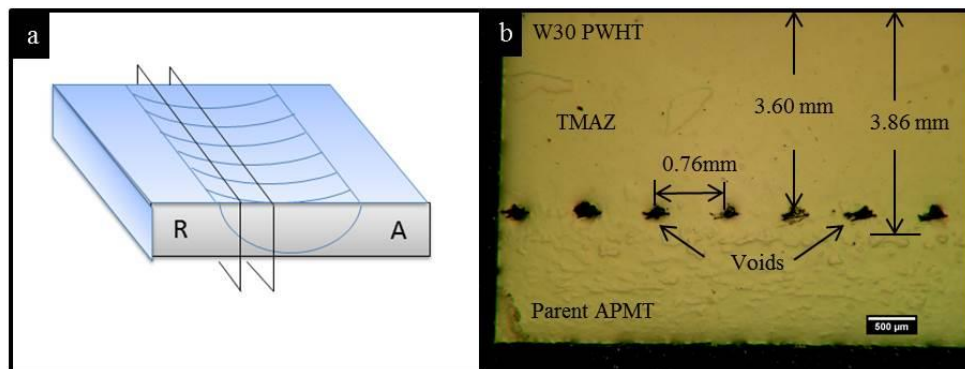 a
R
A
b
W30 PWHT
TMAZ
3.60 mm
3.86 mm
0.76mm
Voids
Parent APMT
500 µm